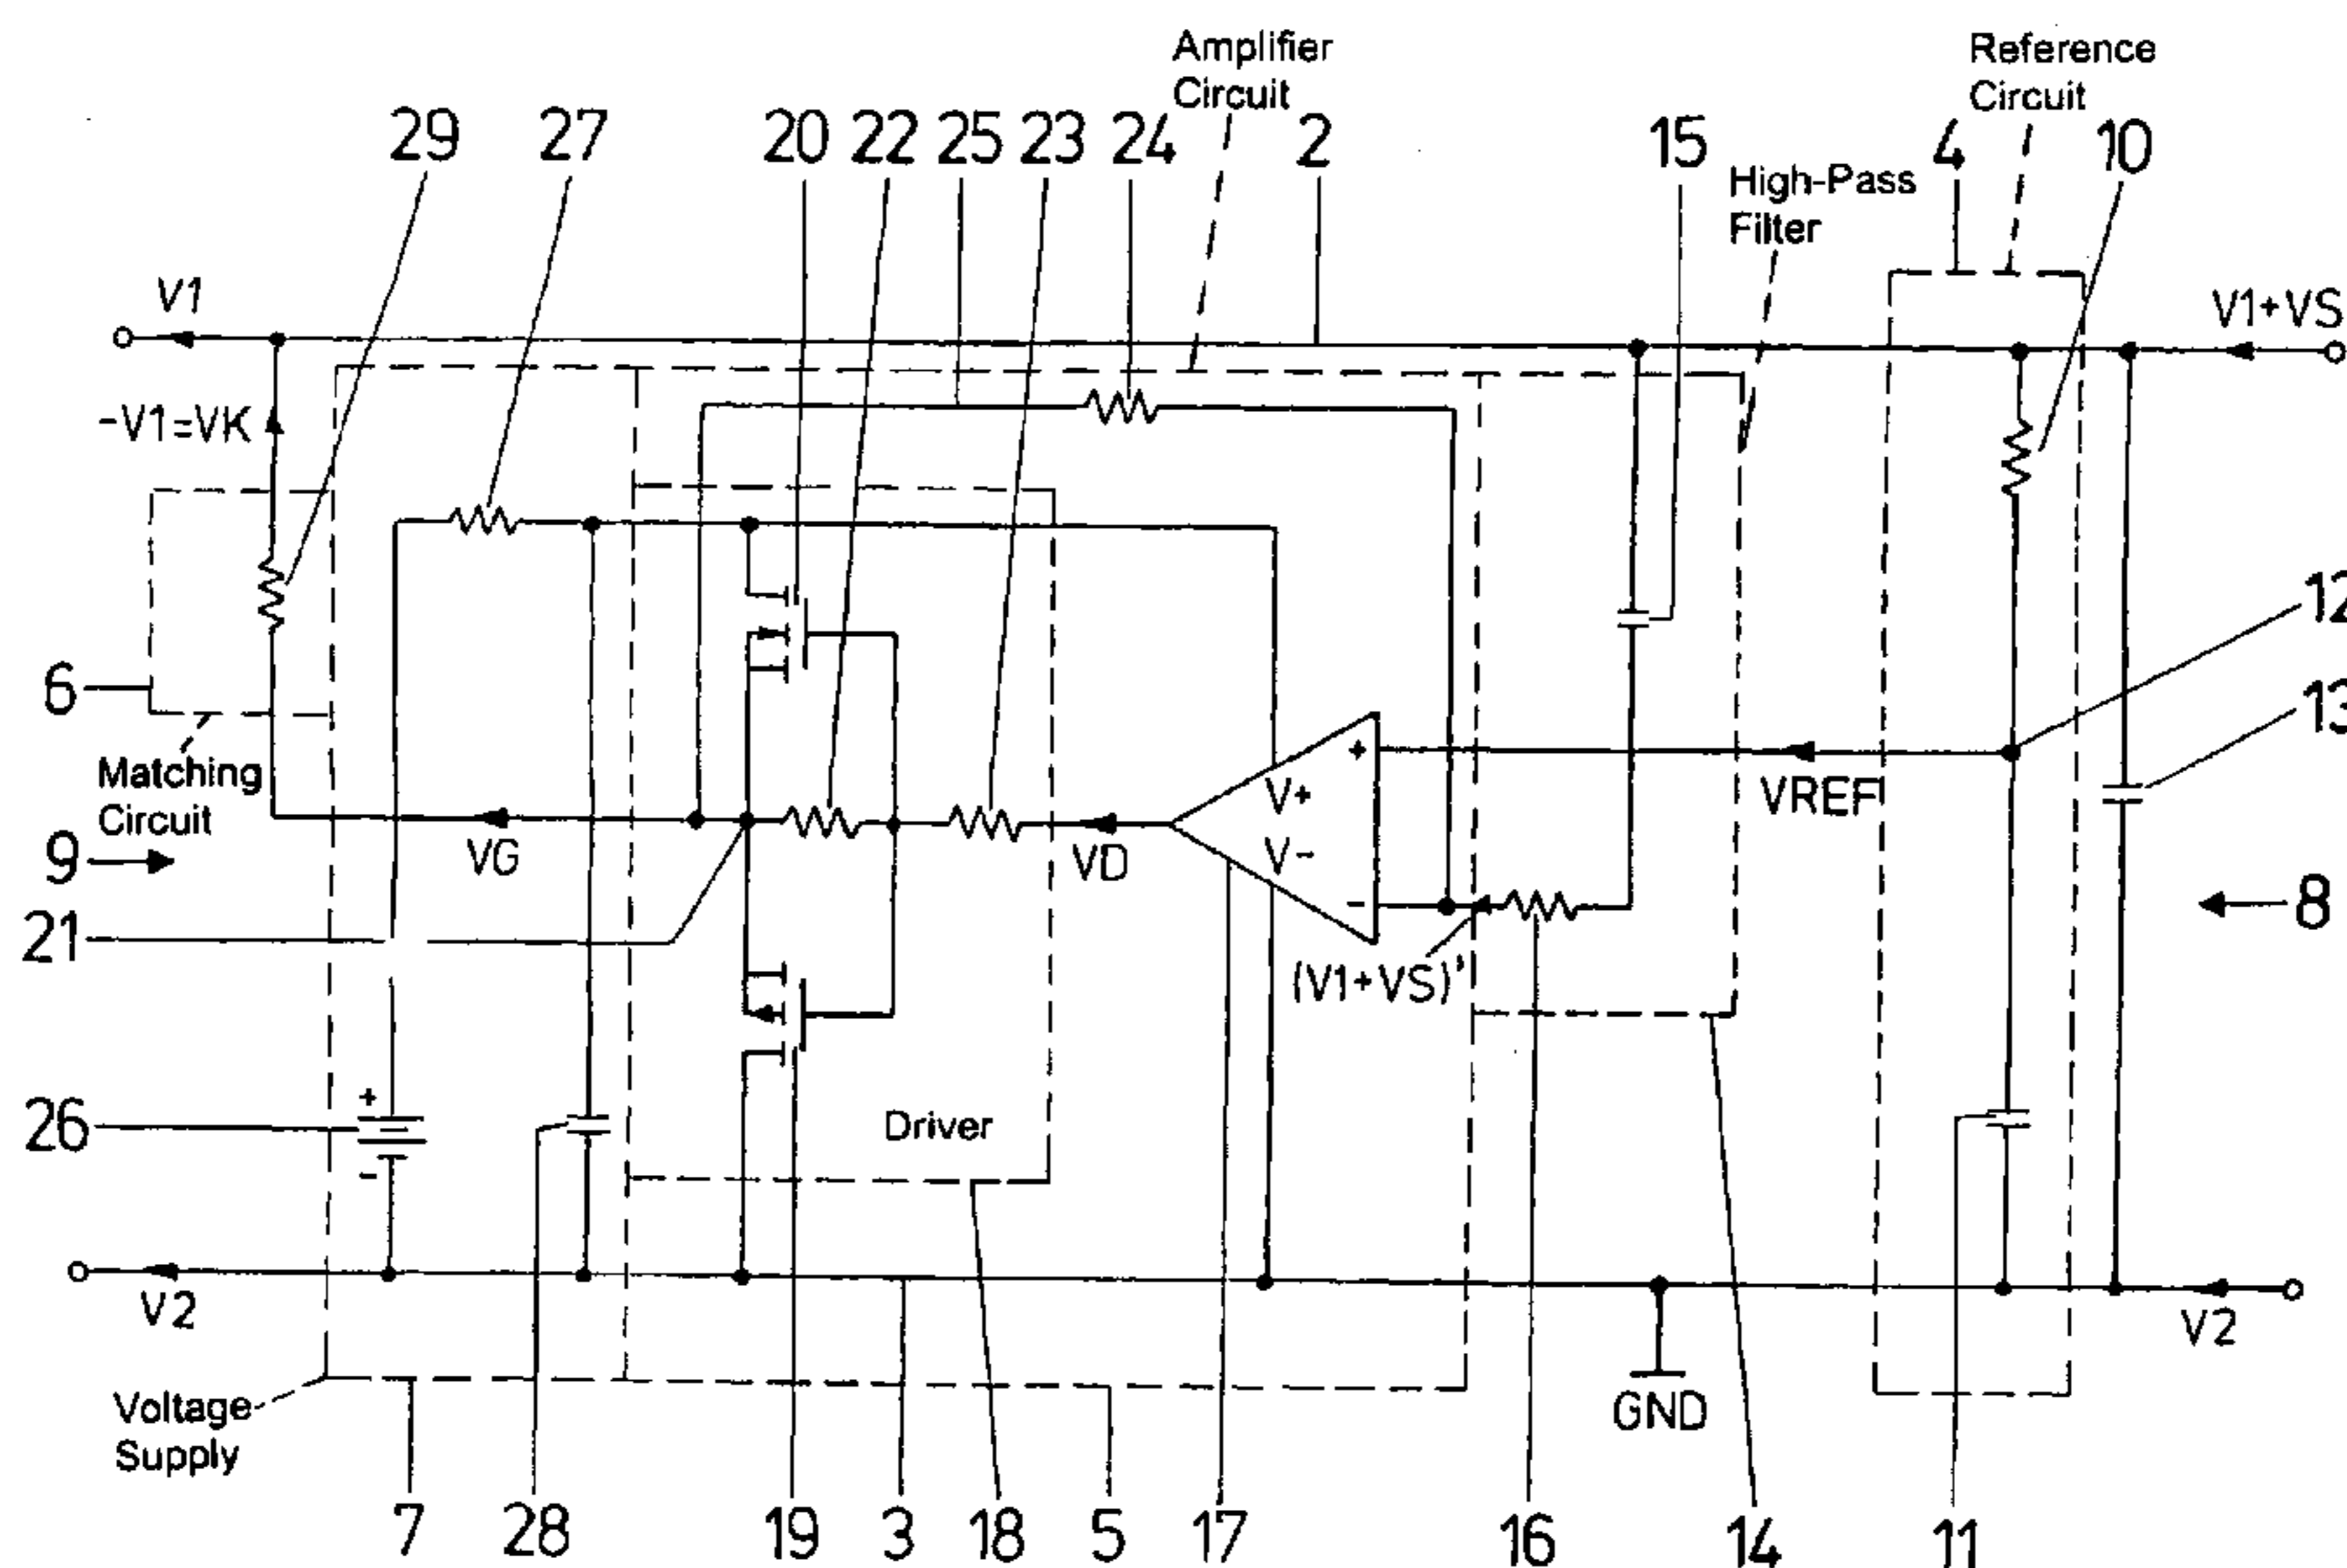 Amplifier
Circuit
Reference
Circuit
29
27
20
22
25
23
24
2
15
High-Pass
Filter
4
10
V1
V1+VS
-V1=VK
12
6
13
Matching
Circuit
V+
V-
+
-
VREF
9
VG
VD
8
21
(V1+VS)'
+
26
-
Driver
V2
V2
GND
Voltage
Supply
7
28
19
3
18
5
17
16
14
11